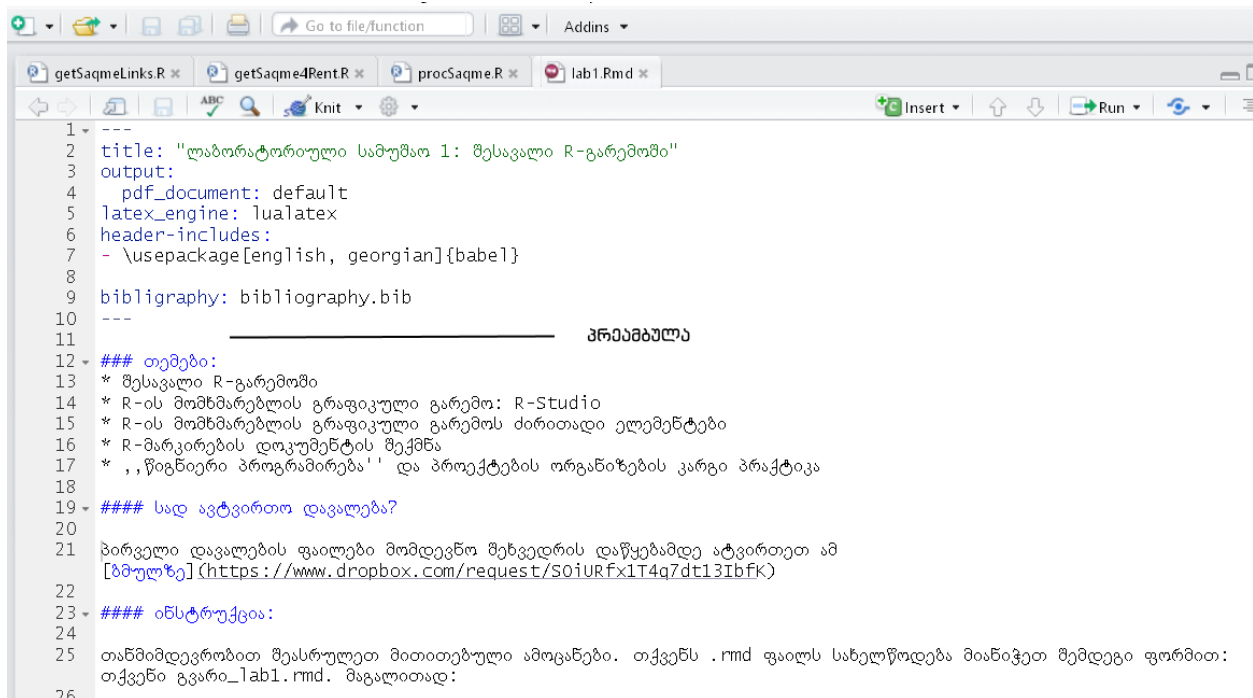 Go to file/function Addins
getSaqmeLinks.R getSaqme4Rent.R procSaqme.R lab1.Rmd
ABC Knit Insert Run
1 ---
2 title: "ლაბორატორიული სამუშაო 1: შესავალი R-გარემოში"
3 output:
4 pdf_document: default
5 latex_engine: lualatex
6 header-includes:
7 - \usepackage[english, georgian]{babel}
8
9 bibligraphy: bibliography.bib
10 ---
11
პრეამბულა
12 ### თემები:
13 * შესავალი R-გარემოში
14 * R-ის მომხმარებლის გრაფიკული გარემო: R-Studio
15 * R-ის მომხმარებლის გრაფიკული გარემოს ძირითადი ელემენტები
16 * R-მარკირების დოკუმენტის შექმნა
17 * ,,წიგნიერი პროგრამირება'' და პროექტების ორგანიზების კარგი პრაქტიკა
18
19 #### სად ავტვირთო დავალება?
20
21 პირველი დავალების ფაილები მომდევნო შეხვედრის დაწყებამდე ატვირთეთ ამ
[ბმულზე](https://www.dropbox.com/request/SOiURfx1T4q7dt13IbfK)
22
23 #### ინსტრუქცია:
24
25 თანმიმდევრობით შეასრულეთ მითითებული ამოცანები. თქვენს .rmd ფაილს სახელწოდება მიანიჭეთ შემდეგი ფორმით:
თქვენი გვარი_lab1.rmd. მაგალითად:
26